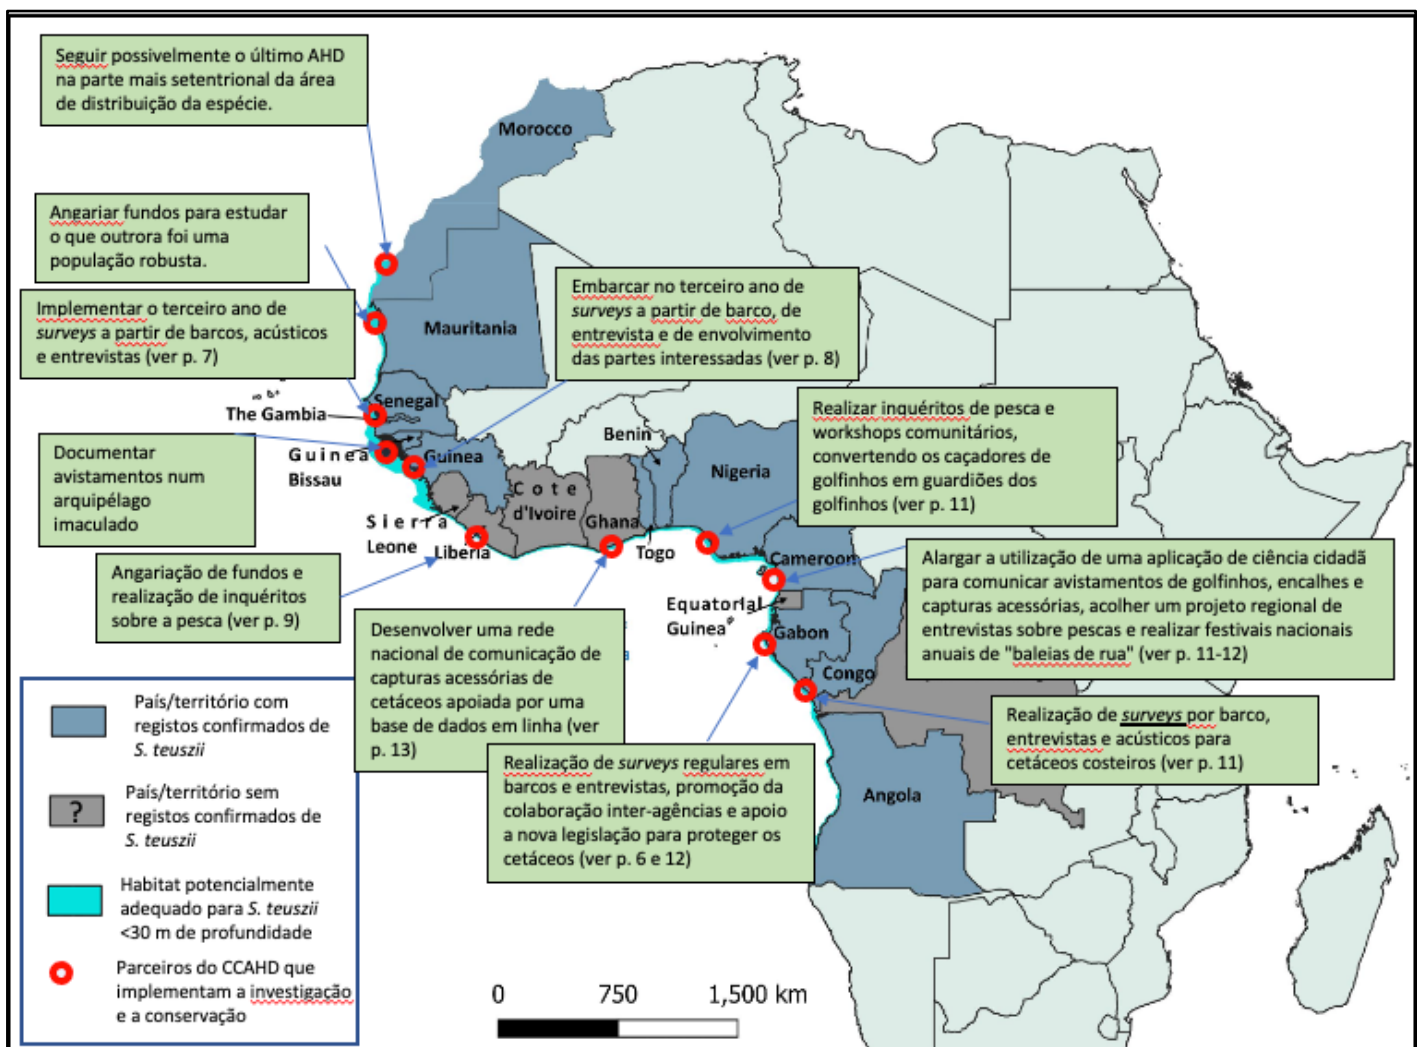 Seguir possivelmente o último AHD
na parte mais setentrional da área
de distribuição da espécie.
Morocco
Angariar fundos para estudar
o que outrora foi uma
população robusta.
Implementar o terceiro ano de
surveys a partir de barcos, acústicos
e entrevistas (ver p. 7)
Mauritania
Embarcar no terceiro ano de
surveys a partir de barco, de
entrevista e de envolvimento
das partes interessadas (ver p. 8)
Senegal
The Gambia
Realizar inquéritos de pesca e
workshops comunitários,
convertendo os caçadores de
golfinhos em guardiões dos
golfinhos (ver p. 11)
Documentar
avistamentos num
arquipélago
imaculado
Guinea
Bissau
Guinea
Benin
Nigeria
Cote
d'Ivoire
Ghana
Sierra
Leone
Liberia
Togo
Cameroon
Angariação de fundos e
realização de inquéritos
sobre a pesca (ver p. 9)
Alargar a utilização de uma aplicação de ciência cidadã
para comunicar avistamentos de golfinhos, encalhes e
capturas acessórias, acolher um projeto regional de
entrevistas sobre pescas e realizar festivais nacionais
anuais de "baleias de rua" (ver p. 11-12)
Equatorial
Guinea
Gabon
Congo
Desenvolver uma rede
nacional de comunicação de
capturas acessórias de
cetáceos apoiada por uma
base de dados em linha (ver
p. 13)
Realização de surveys por barco,
entrevistas e acústicos para
cetáceos costeiros (ver p. 11)
Realização de surveys regulares em
barcos e entrevistas, promoção da
colaboração inter-agências e apoio
a nova legislação para proteger os
cetáceos (ver p. 6 e 12)
Angola
País/território com
registos confirmados de
S. teuszii
?
País/território sem
registos confirmados de
S. teuszii
Habitat potencialmente
adequado para S. teuszii
<30 m de profundidade
Parceiros do CCAHD que
implementam a investigação
e a conservação
0 750 1,500 km